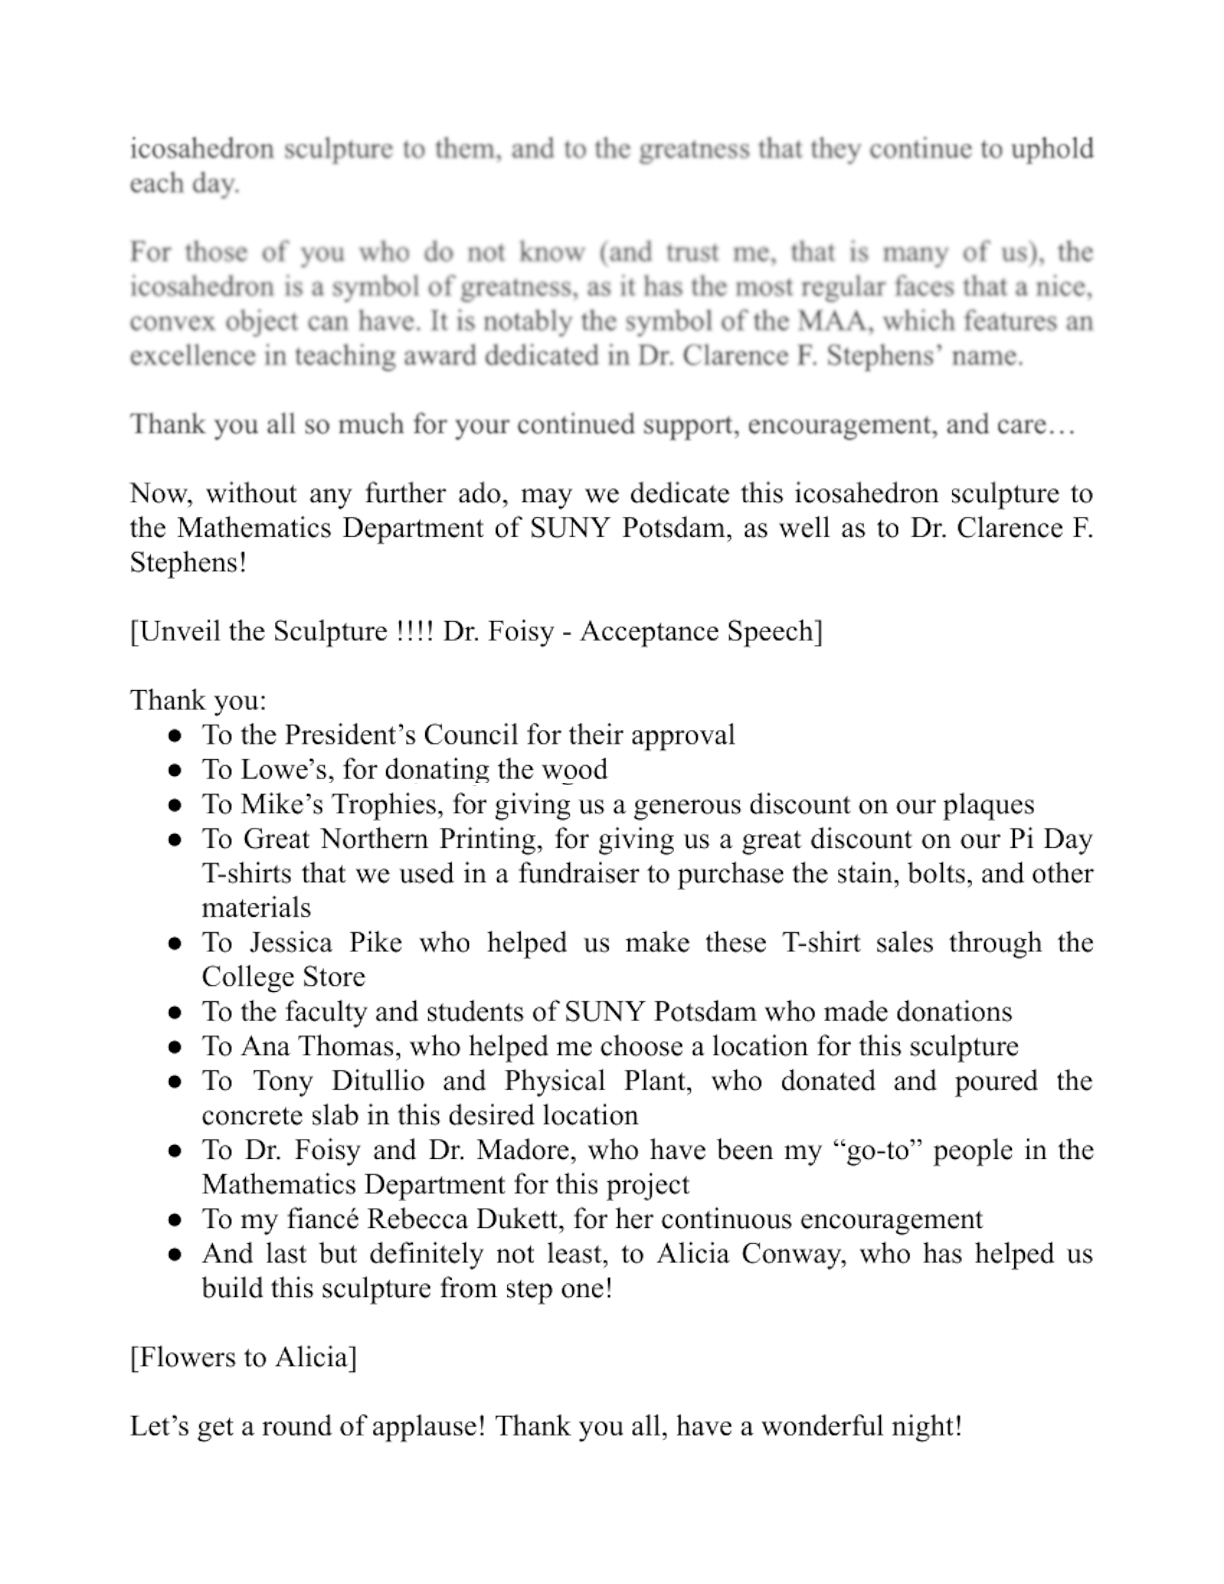 icosahedron sculpture to them, and to the greatness that they continue to uphold
each day.
For those of you who do not know (and trust me, that is many of us), the
icosahedron is a symbol of greatness, as it has the most regular faces that a nice,
convex object can have. It is notably the symbol of the MAA, which features an
excellence in teaching award dedicated in Dr. Clarence F. Stephens’ name.
Thank you all so much for your continued support, encouragement, and care…
Now, without any further ado, may we dedicate this icosahedron sculpture to
the Mathematics Department of SUNY Potsdam, as well as to Dr. Clarence F.
Stephens!
[Unveil the Sculpture !!!! Dr. Foisy - Acceptance Speech]
Thank you:
● To the President’s Council for their approval
● To Lowe’s, for donating the wood
● To Mike’s Trophies, for giving us a generous discount on our plaques
● To Great Northern Printing, for giving us a great discount on our Pi Day
T-shirts that we used in a fundraiser to purchase the stain, bolts, and other
materials
● To Jessica Pike who helped us make these T-shirt sales through the
College Store
● To the faculty and students of SUNY Potsdam who made donations
● To Ana Thomas, who helped me choose a location for this sculpture
● To Tony Ditullio and Physical Plant, who donated and poured the
concrete slab in this desired location
● To Dr. Foisy and Dr. Madore, who have been my “go-to” people in the
Mathematics Department for this project
● To my fiancé Rebecca Dukett, for her continuous encouragement
● And last but definitely not least, to Alicia Conway, who has helped us
build this sculpture from step one!
[Flowers to Alicia]
Let’s get a round of applause! Thank you all, have a wonderful night!